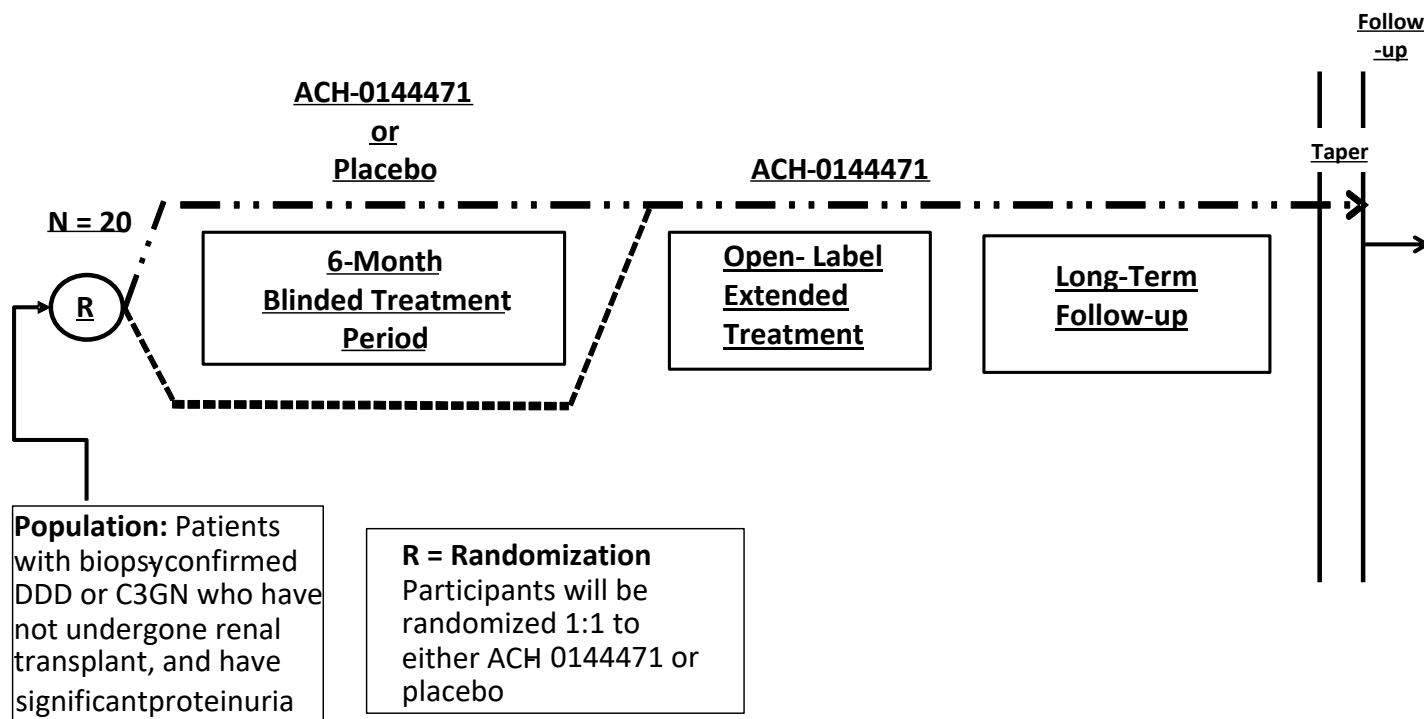 Follow
-up
ACH-0144471
or
Placebo
ACH-0144471
Taper
N = 20
R
6-Month
Blinded Treatment
Period
Open- Label
Extended
Treatment
Long-Term
Follow-up
Population: Patients
with biopsyconfirmed
DDD or C3GN who have
not undergone renal
transplant, and have
significantproteinuria
R = Randomization
Participants will be
randomized 1:1 to
either ACH 0144471 or
placebo